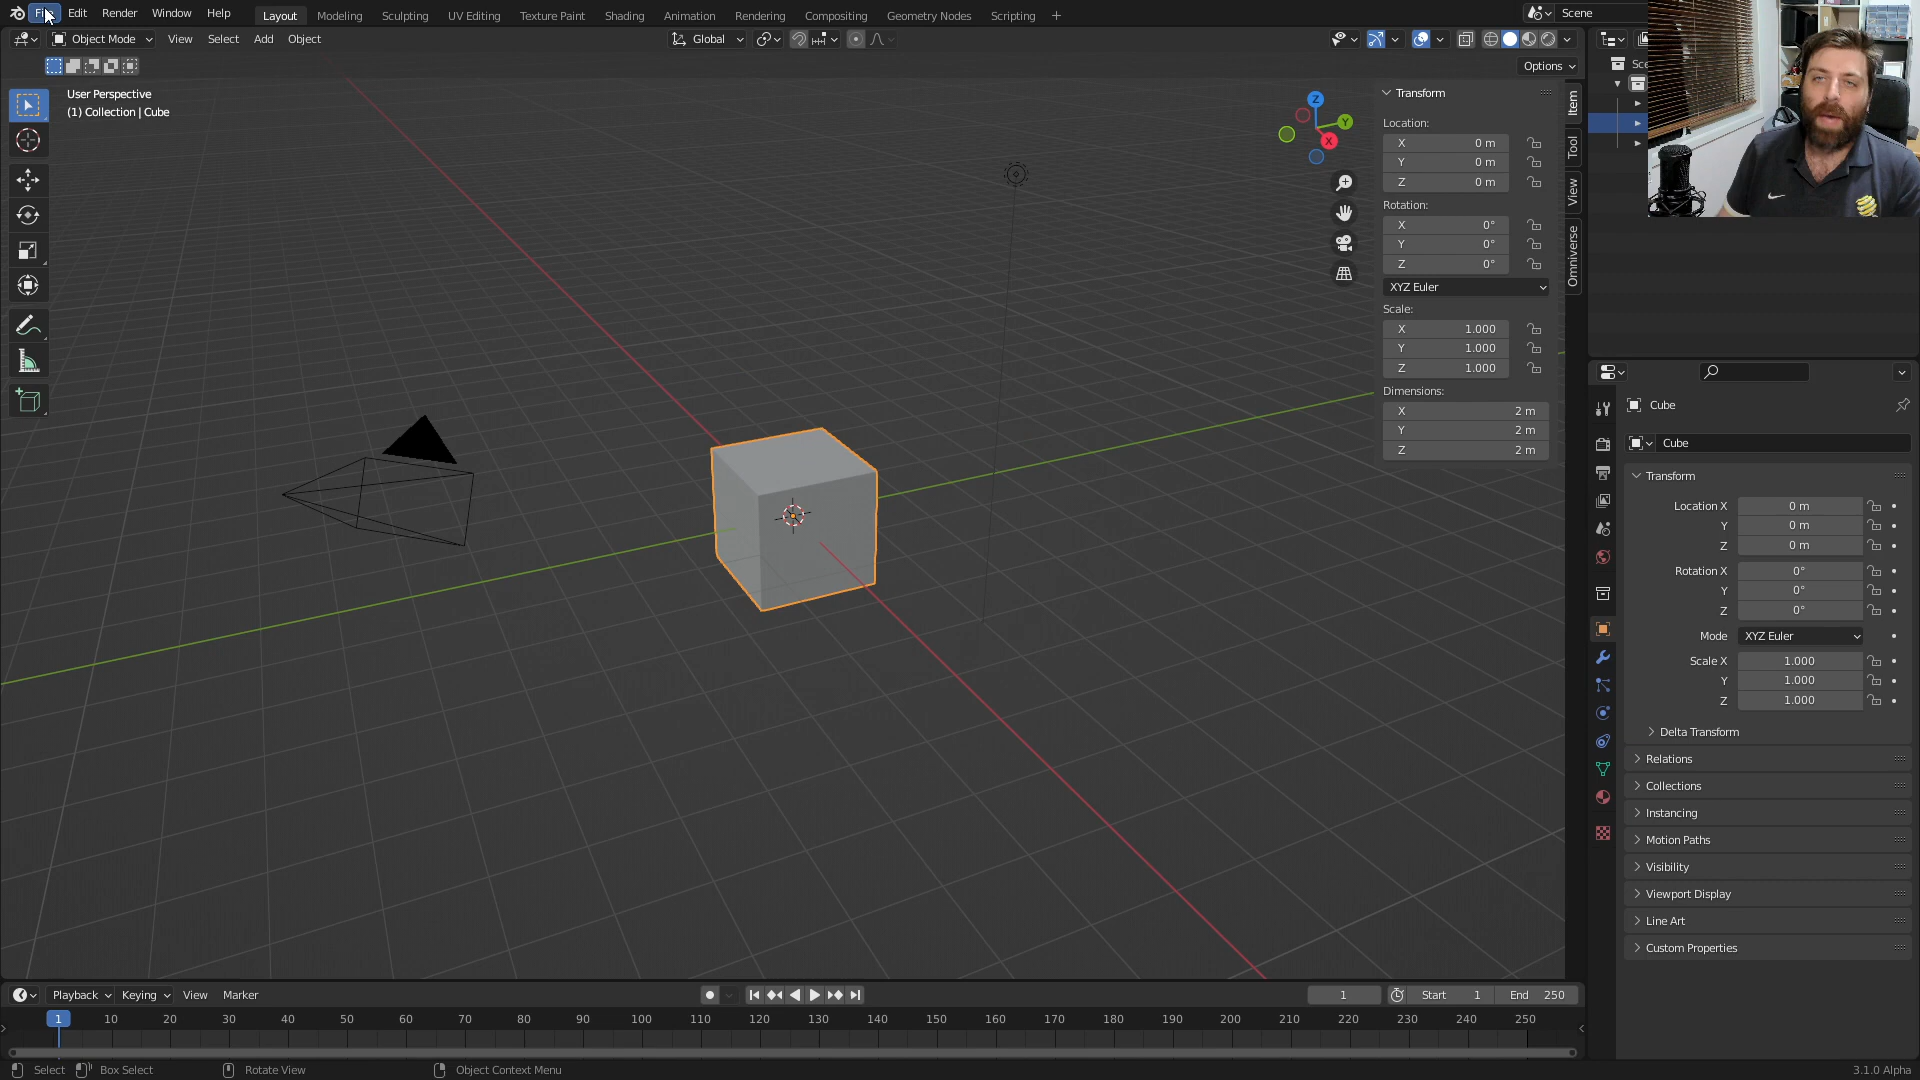 File Edit Render Window Help Layout Modeling Sculpting UV Editing Texture Paint Shading Animation Rendering Compositing Geometry Nodes Scripting + Scene
Object Mode View Select Add Object Global
Options
User Perspective
(1) Collection | Cube
Transform
Location:
X 0 m
Y 0 m
Z 0 m
Rotation:
X 0°
Y 0°
Z 0°
XYZ Euler
Scale:
X 1.000
Y 1.000
Z 1.000
Dimensions:
X 2 m
Y 2 m
Z 2 m
Item
Tool
View
Omniverse
Z
Y
X
Cube
Cube
Transform
Location X 0 m
Y 0 m
Z 0 m
Rotation X 0°
Y 0°
Z 0°
Mode XYZ Euler
Scale X 1.000
Y 1.000
Z 1.000
Delta Transform
Relations
Collections
Instancing
Motion Paths
Visibility
Viewport Display
Line Art
Custom Properties
Playback Keying View Marker 1 Start 1 End 250
1 10 20 30 40 50 60 70 80 90 100 110 120 130 140 150 160 170 180 190 200 210 220 230 240 250
Select Box Select Rotate View Object Context Menu 3.1.0 Alpha